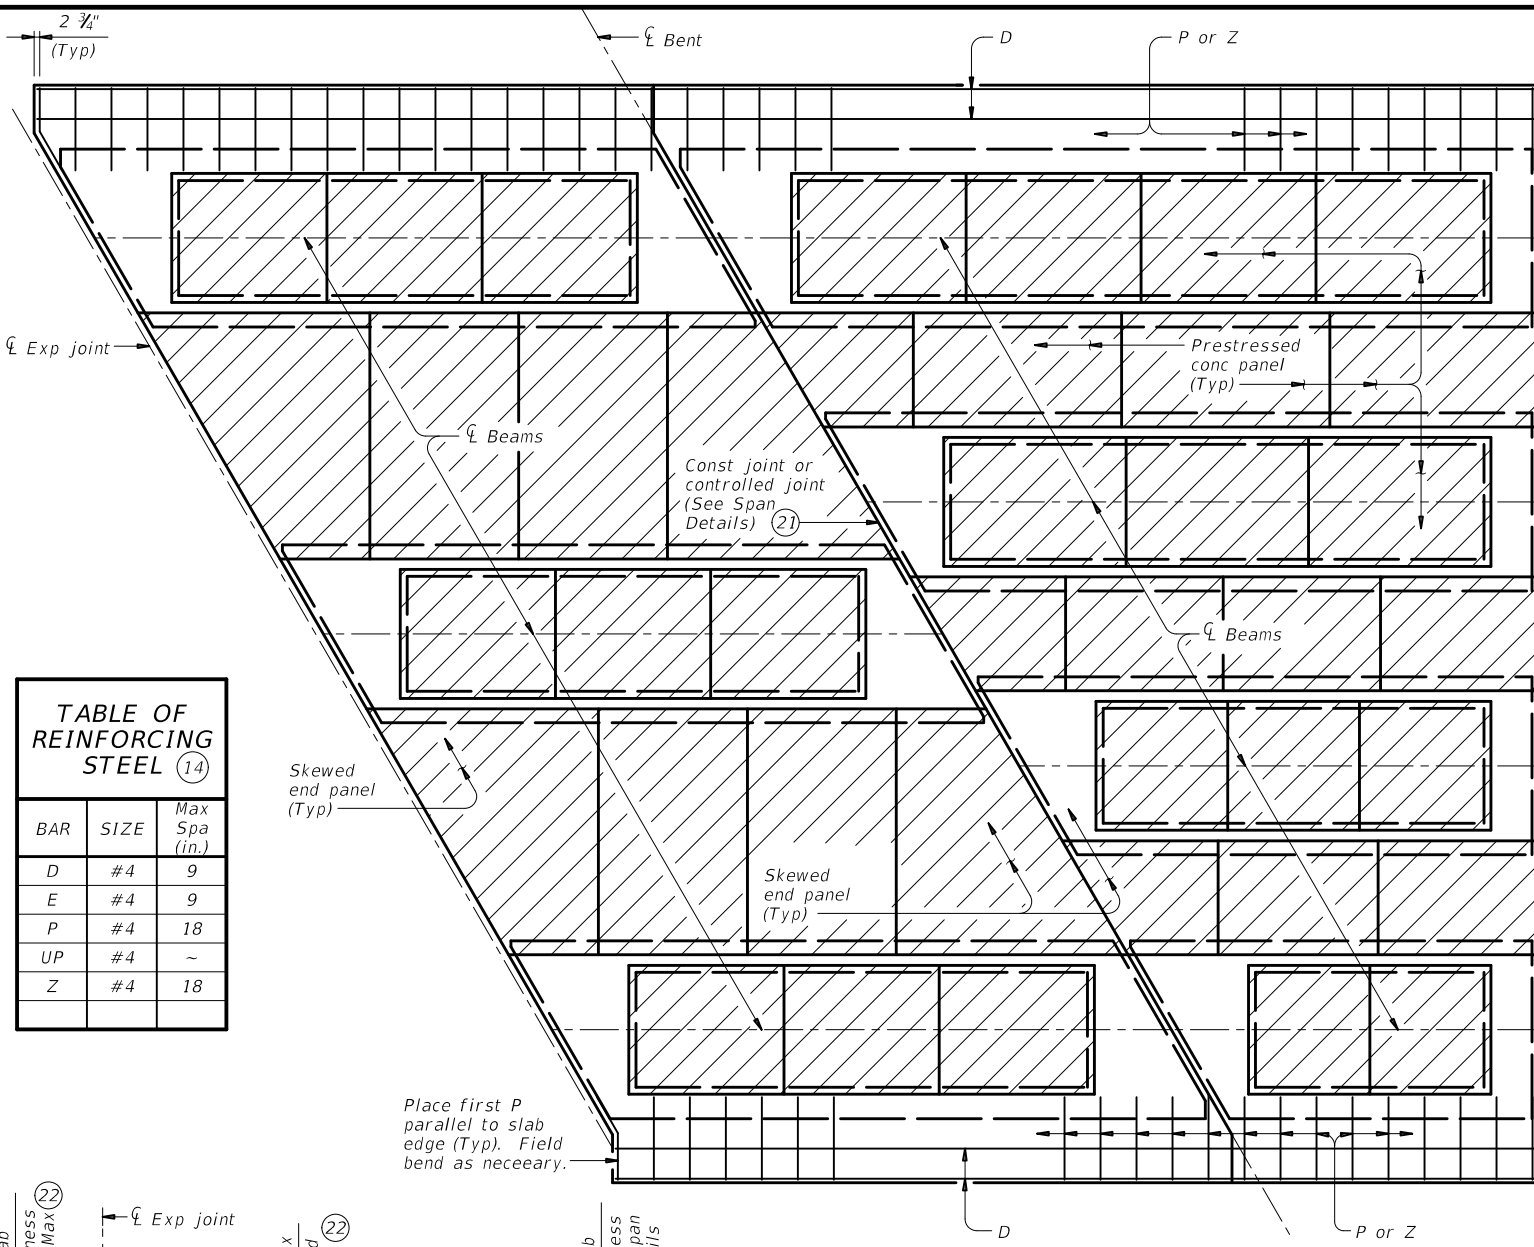 2 ¾"
(Typ)
℄ Bent
D
P or Z
℄ Exp joint
Prestressed
conc panel
(Typ)
℄ Beams
Const joint or
controlled joint
(See Span
Details) 21
℄ Beams
TABLE OF
REINFORCING
STEEL 14
BAR SIZE Max Spa (in.)
D #4 9
E #4 9
P #4 18
UP #4 ~
Z #4 18
Skewed
end panel
(Typ)
Skewed
end panel
(Typ)
Place first P
parallel to slab
edge (Typ). Field
bend as neceeary.
22
Max
℄ Exp joint
22
D
P or Z